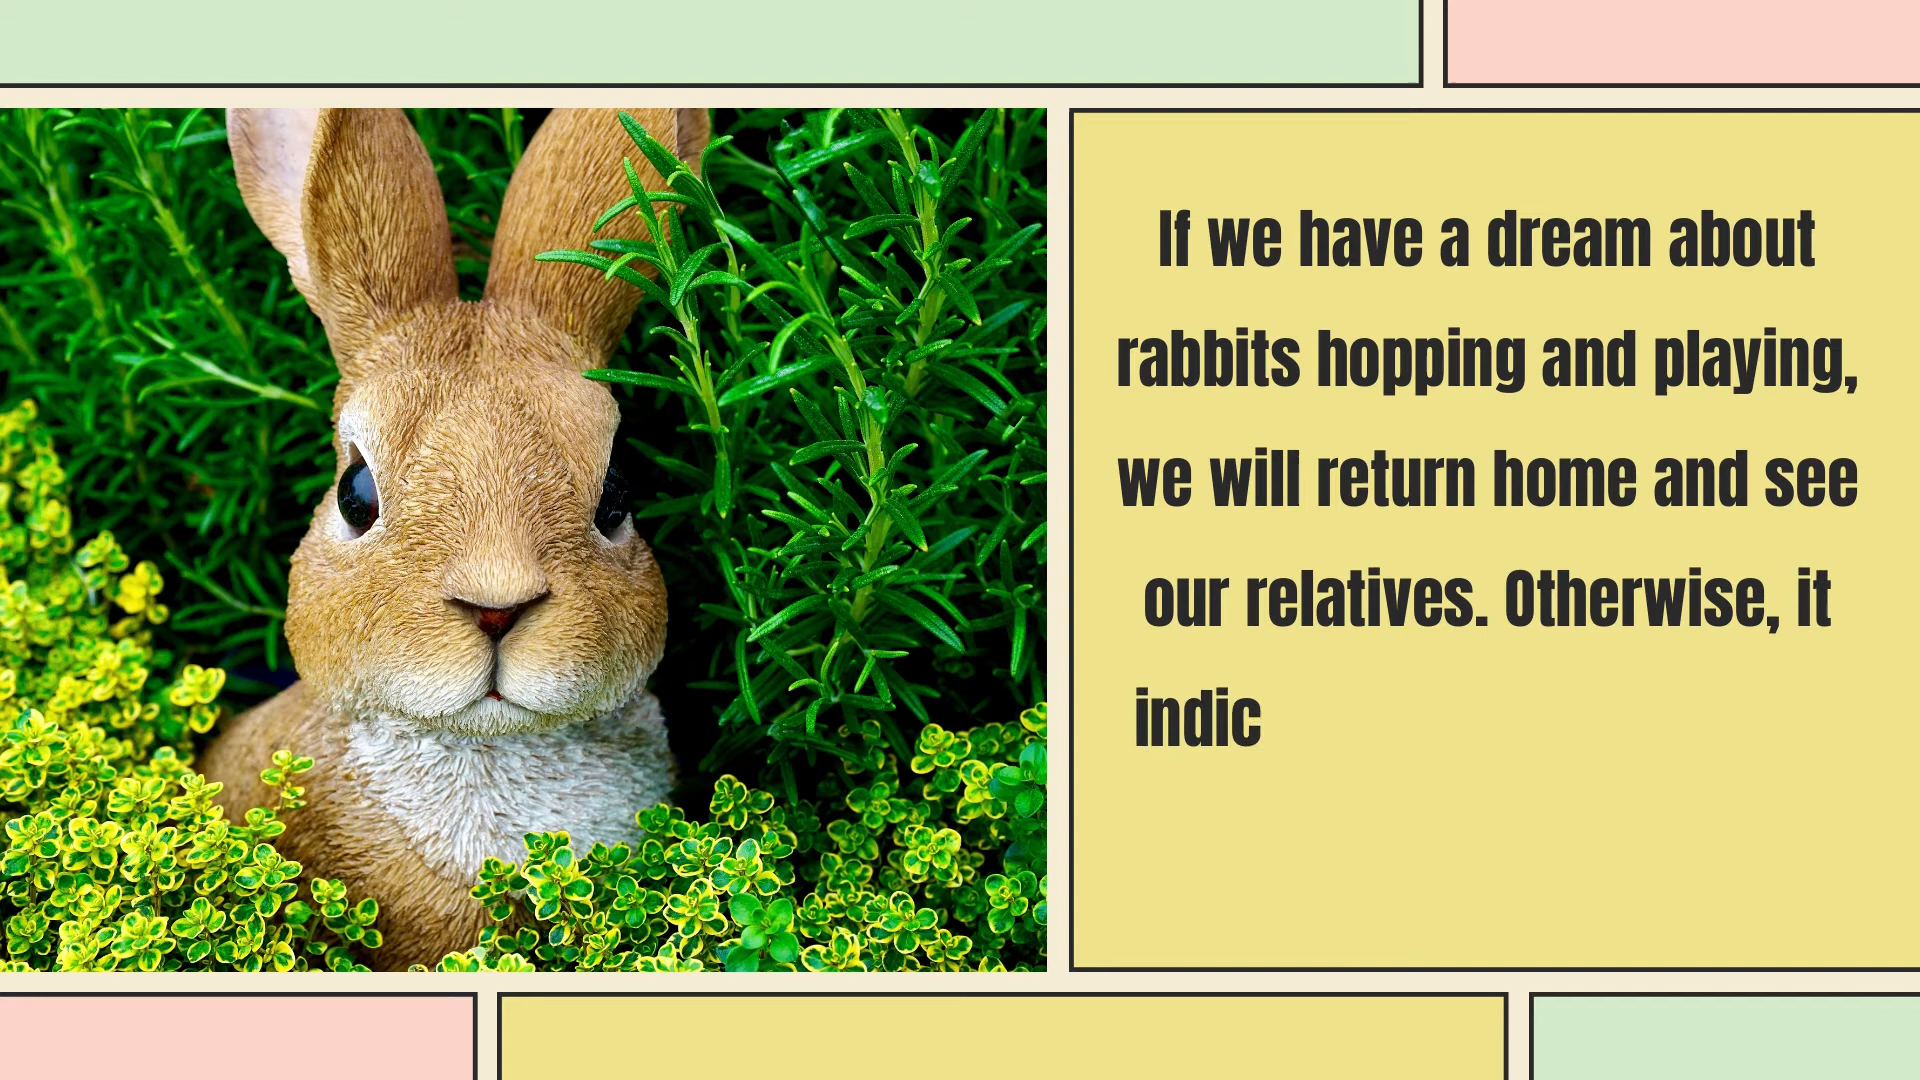 If we have a dream about
rabbits hopping and playing,
we will return home and see
our relatives. Otherwise, it
indic